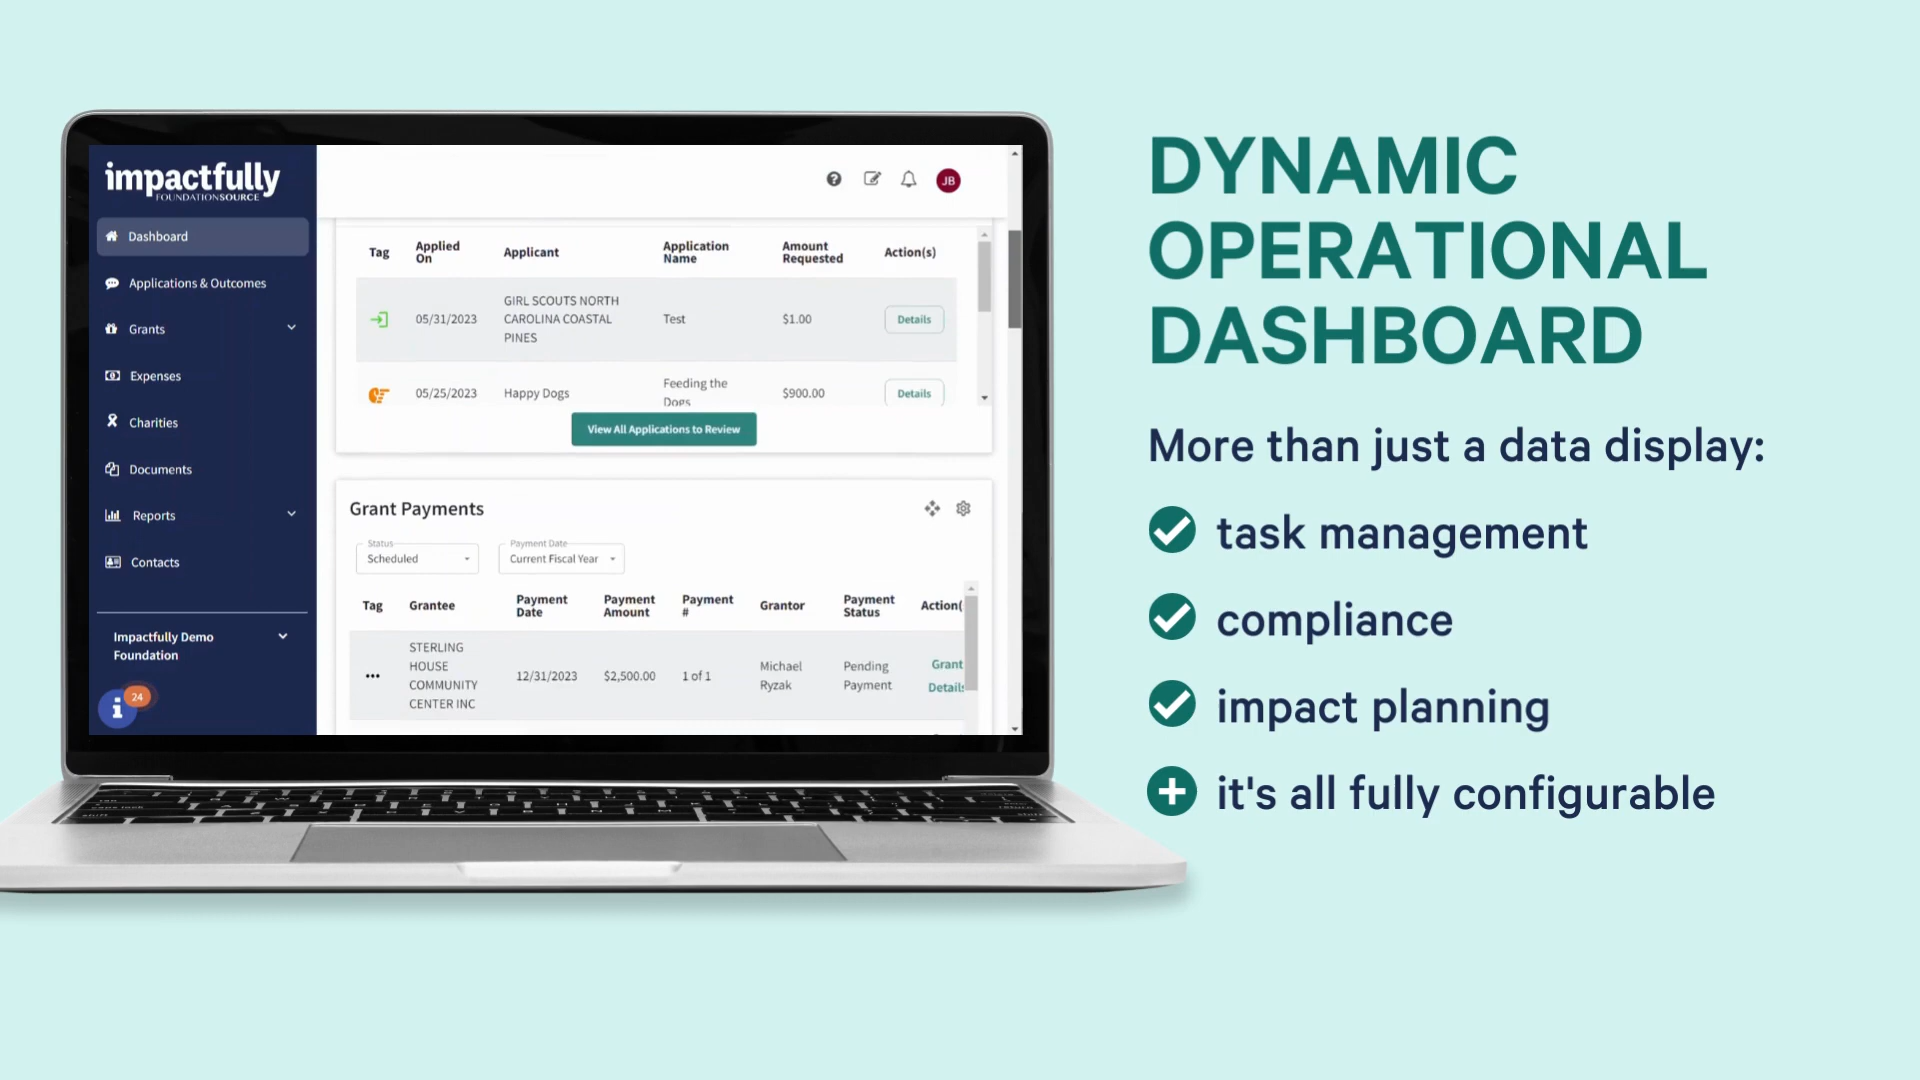 impactfully
FOUNDATIONSOURCE
Dashboard
Applications & Outcomes
Grants
Expenses
Charities
Documents
Reports
Contacts
Impactfully Demo
Foundation
24
JB
Tag Applied On Applicant Application Name Amount Requested Action(s)
05/31/2023 GIRL SCOUTS NORTH CAROLINA COASTAL PINES Test $1.00 Details
05/25/2023 Happy Dogs Feeding the Dogs $900.00 Details
View All Applications to Review
Grant Payments
Status Payment Date
Scheduled Current Fiscal Year
Tag Grantee Payment Date Payment Amount Payment # Grantor Payment Status Action(
STERLING HOUSE COMMUNITY CENTER INC 12/31/2023 $2,500.00 1 of 1 Michael Ryzak Pending Payment Grant Details
DYNAMIC
OPERATIONAL
DASHBOARD
More than just a data display:
task management
compliance
impact planning
it's all fully configurable